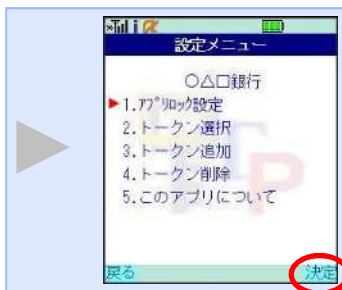 設定メニュー
○△□銀行
1.ｱﾌﾟﾘﾛｯｸ設定
2.トークン選択
3.トークン追加
4.トークン削除
5.このアプリについて
戻る 決定